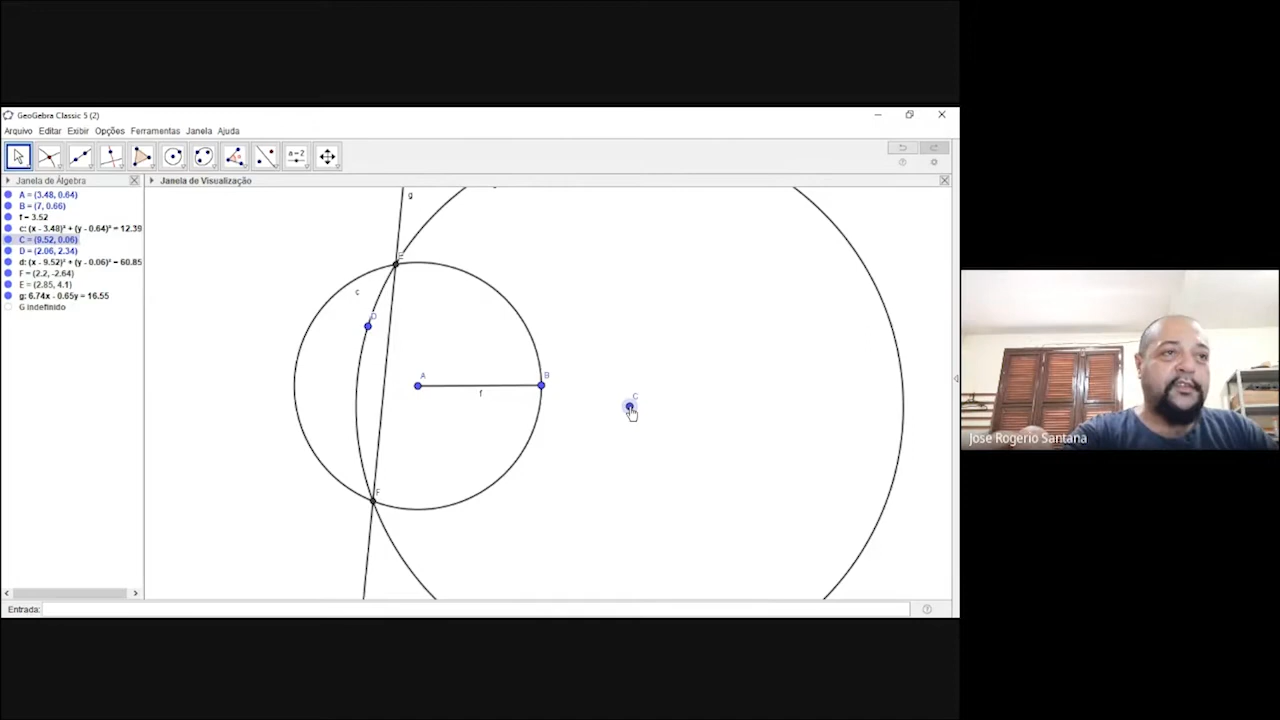 GeoGebra Classic 5 (2)
Arquivo Editar Exibir Opções Ferramentas Janela Ajuda
a=2
Janela de Álgebra
Janela de Visualização
A = (3.48, 0.64)
B = (7, 0.66)
f = 3.52
c: (x - 3.48)² + (y - 0.64)² = 12.39
C = (9.52, 0.06)
D = (2.06, 2.34)
d: (x - 9.52)² + (y - 0.06)² = 60.85
F = (2.2, -2.64)
E = (2.85, 4.1)
g: 6.74x - 0.65y = 16.55
G indefinido
g
E
c
D
A
B
f
C
F
Jose Rogerio Santana
Entrada: